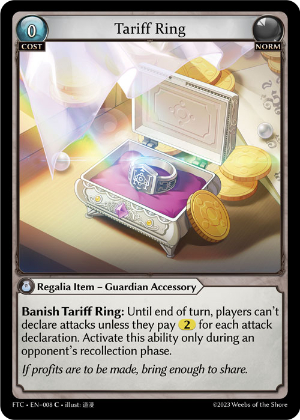 0
Tariff Ring
COST
NORM
Regalia Item – Guardian Accessory
Banish Tariff Ring: Until end of turn, players can't
declare attacks unless they pay 2 for each attack
declaration. Activate this ability only during an
opponent's recollection phase.
If profits are to be made, bring enough to share.
FTC • EN-008 C • illust: 道凌
©2023 Weebs of the Shore